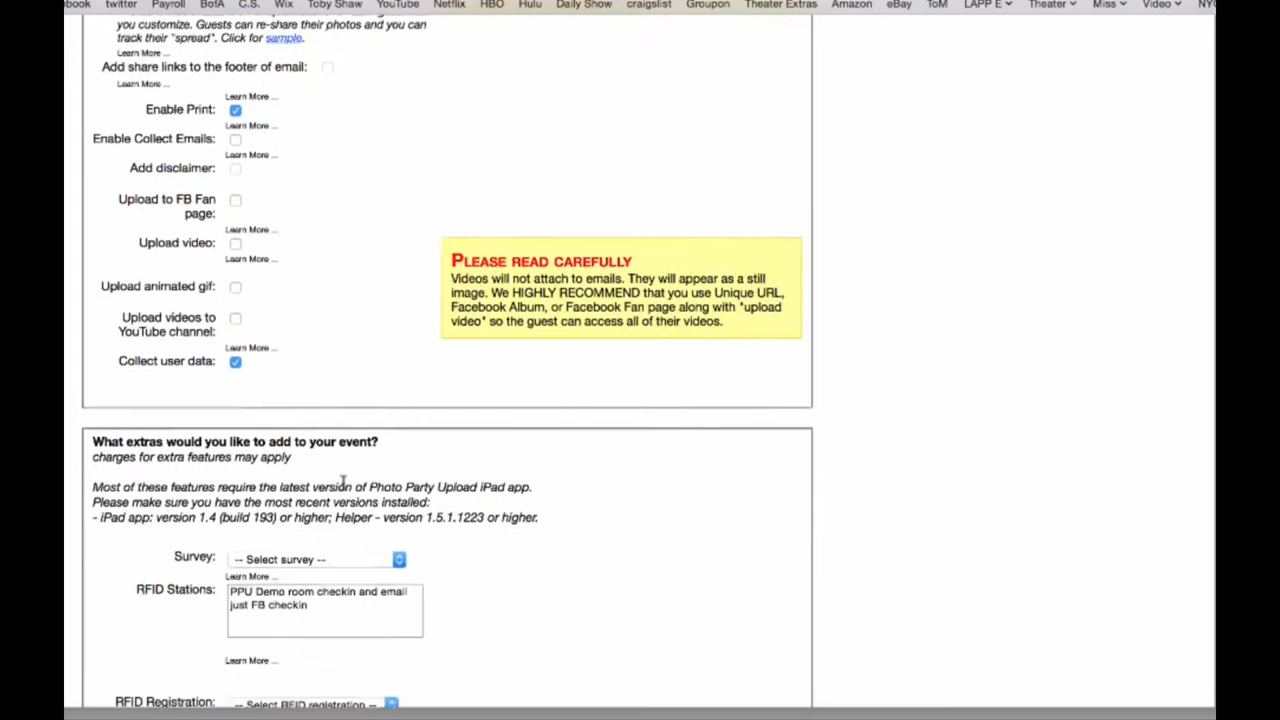 book twitter Payroll BofA C.S. Wix Toby Shaw YouTube Netflix HBO Hulu Daily Show craigslist Groupon Theater Extras Amazon eBay ToM LAPP E Theater Miss Video NYC
you customize. Guests can re-share their photos and you can
track their "spread". Click for sample.
Learn More ...
Add share links to the footer of email:
Learn More ...
Learn More ...
Enable Print:
Learn More ...
Enable Collect Emails:
Learn More ...
Add disclaimer:
Upload to FB Fan
page:
Learn More ...
Upload video:
Learn More ...
PLEASE READ CAREFULLY
Videos will not attach to emails. They will appear as a still
image. We HIGHLY RECOMMEND that you use Unique URL,
Facebook Album, or Facebook Fan page along with "upload
video" so the guest can access all of their videos.
Upload animated gif:
Upload videos to
YouTube channel:
Learn More ...
Collect user data:
What extras would you like to add to your event?
charges for extra features may apply
Most of these features require the latest version of Photo Party Upload iPad app.
Please make sure you have the most recent versions installed:
- iPad app: version 1.4 (build 193) or higher; Helper - version 1.5.1.1223 or higher.
Survey: -- Select survey --
Learn More ...
RFID Stations: PPU Demo room checkin and email
just FB checkin
Learn More ...
RFID Registration: -- Select RFID registration --